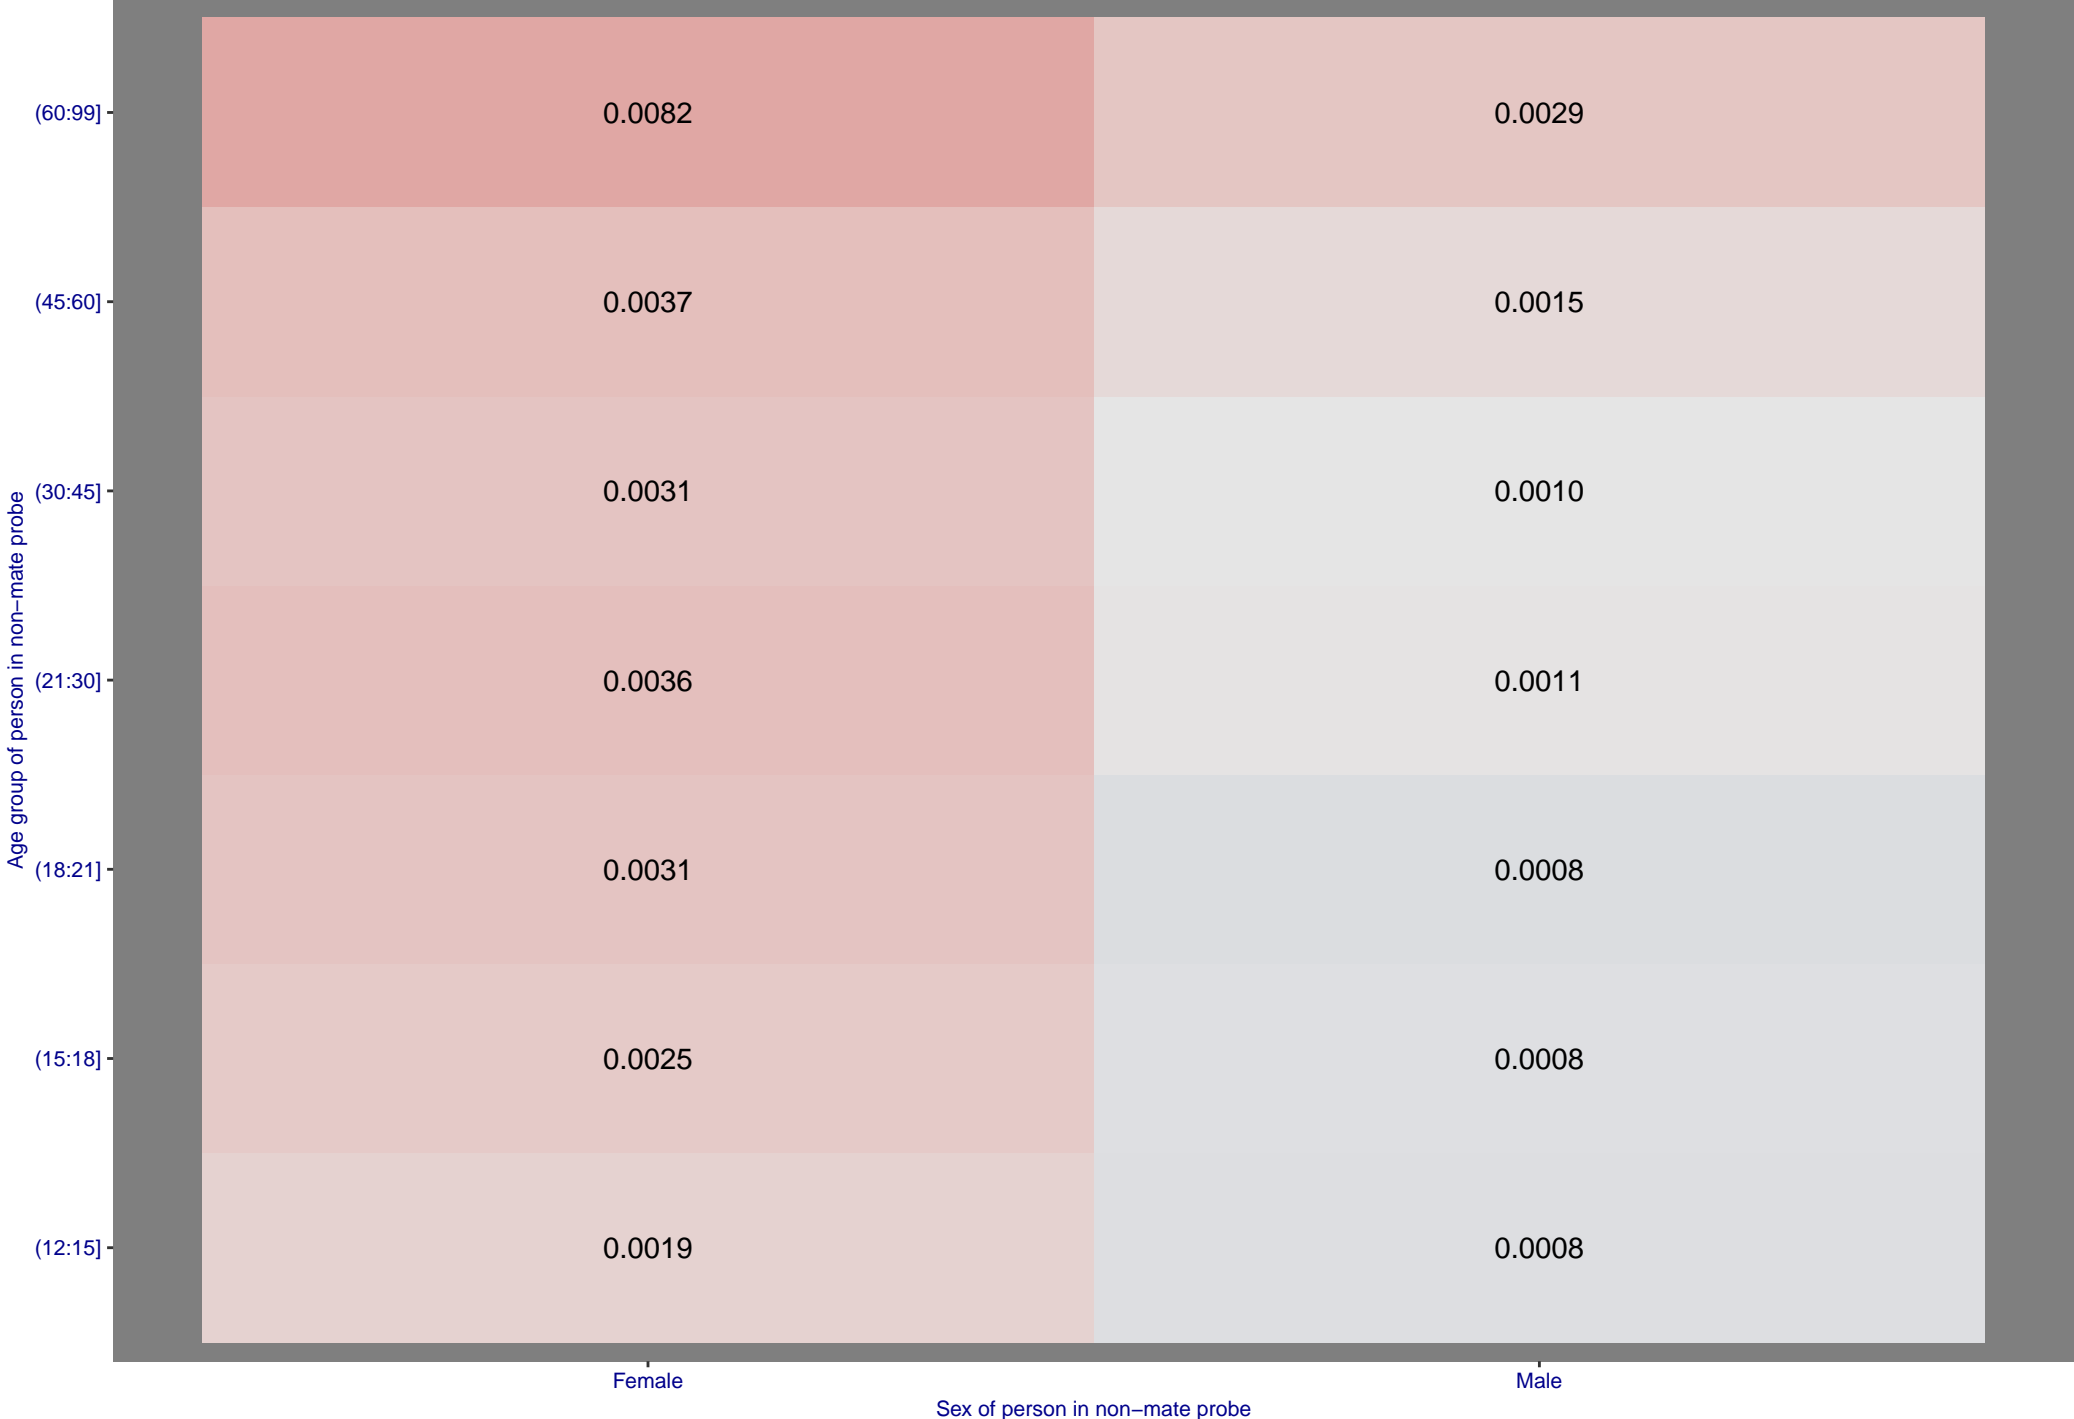 Age group of person in non−mate probe
(60:99] 0.0082 0.0029
(45:60] 0.0037 0.0015
(30:45] 0.0031 0.0010
(21:30] 0.0036 0.0011
(18:21] 0.0031 0.0008
(15:18] 0.0025 0.0008
(12:15] 0.0019 0.0008
Female Male
Sex of person in non−mate probe